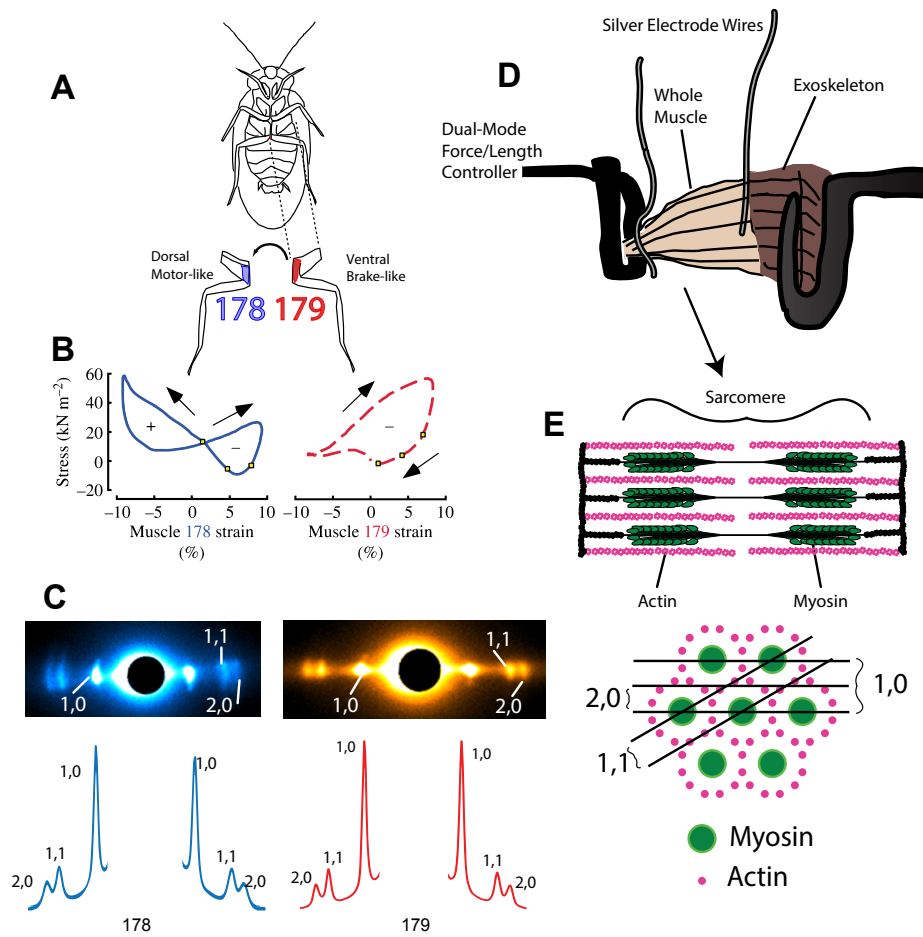 A
Dorsal
Motor-like
Ventral
Brake-like
178
179
B
Stress (kN m−2)
60
40
20
0
−20
+
−
−10
−5
0
5
10
Muscle 178 strain
(%)
−
−10
−5
0
5
10
Muscle 179 strain
(%)
C
1,0
1,1
2,0
1,0
1,1
2,0
1,0
1,1
2,0
1,0
1,1
2,0
178
1,0
1,1
2,0
1,0
1,1
2,0
179
D
Silver Electrode Wires
Whole
Muscle
Exoskeleton
Dual-Mode
Force/Length
Controller
E
Sarcomere
Actin
Myosin
2,0
1,0
1,1
Myosin
Actin